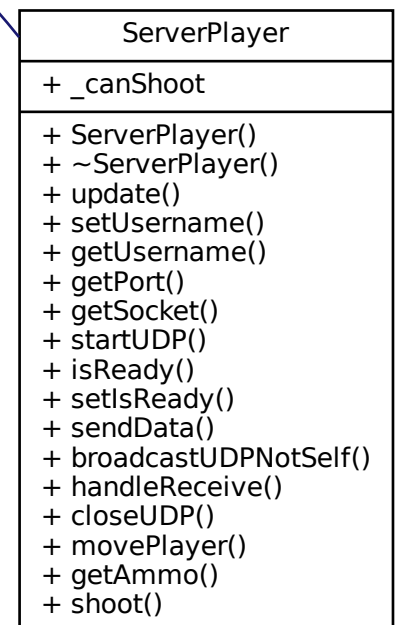 ServerPlayer
+ _canShoot
+ ServerPlayer()
+ ~ServerPlayer()
+ update()
+ setUsername()
+ getUsername()
+ getPort()
+ getSocket()
+ startUDP()
+ isReady()
+ setIsReady()
+ sendData()
+ broadcastUDPNotSelf()
+ handleReceive()
+ closeUDP()
+ movePlayer()
+ getAmmo()
+ shoot()